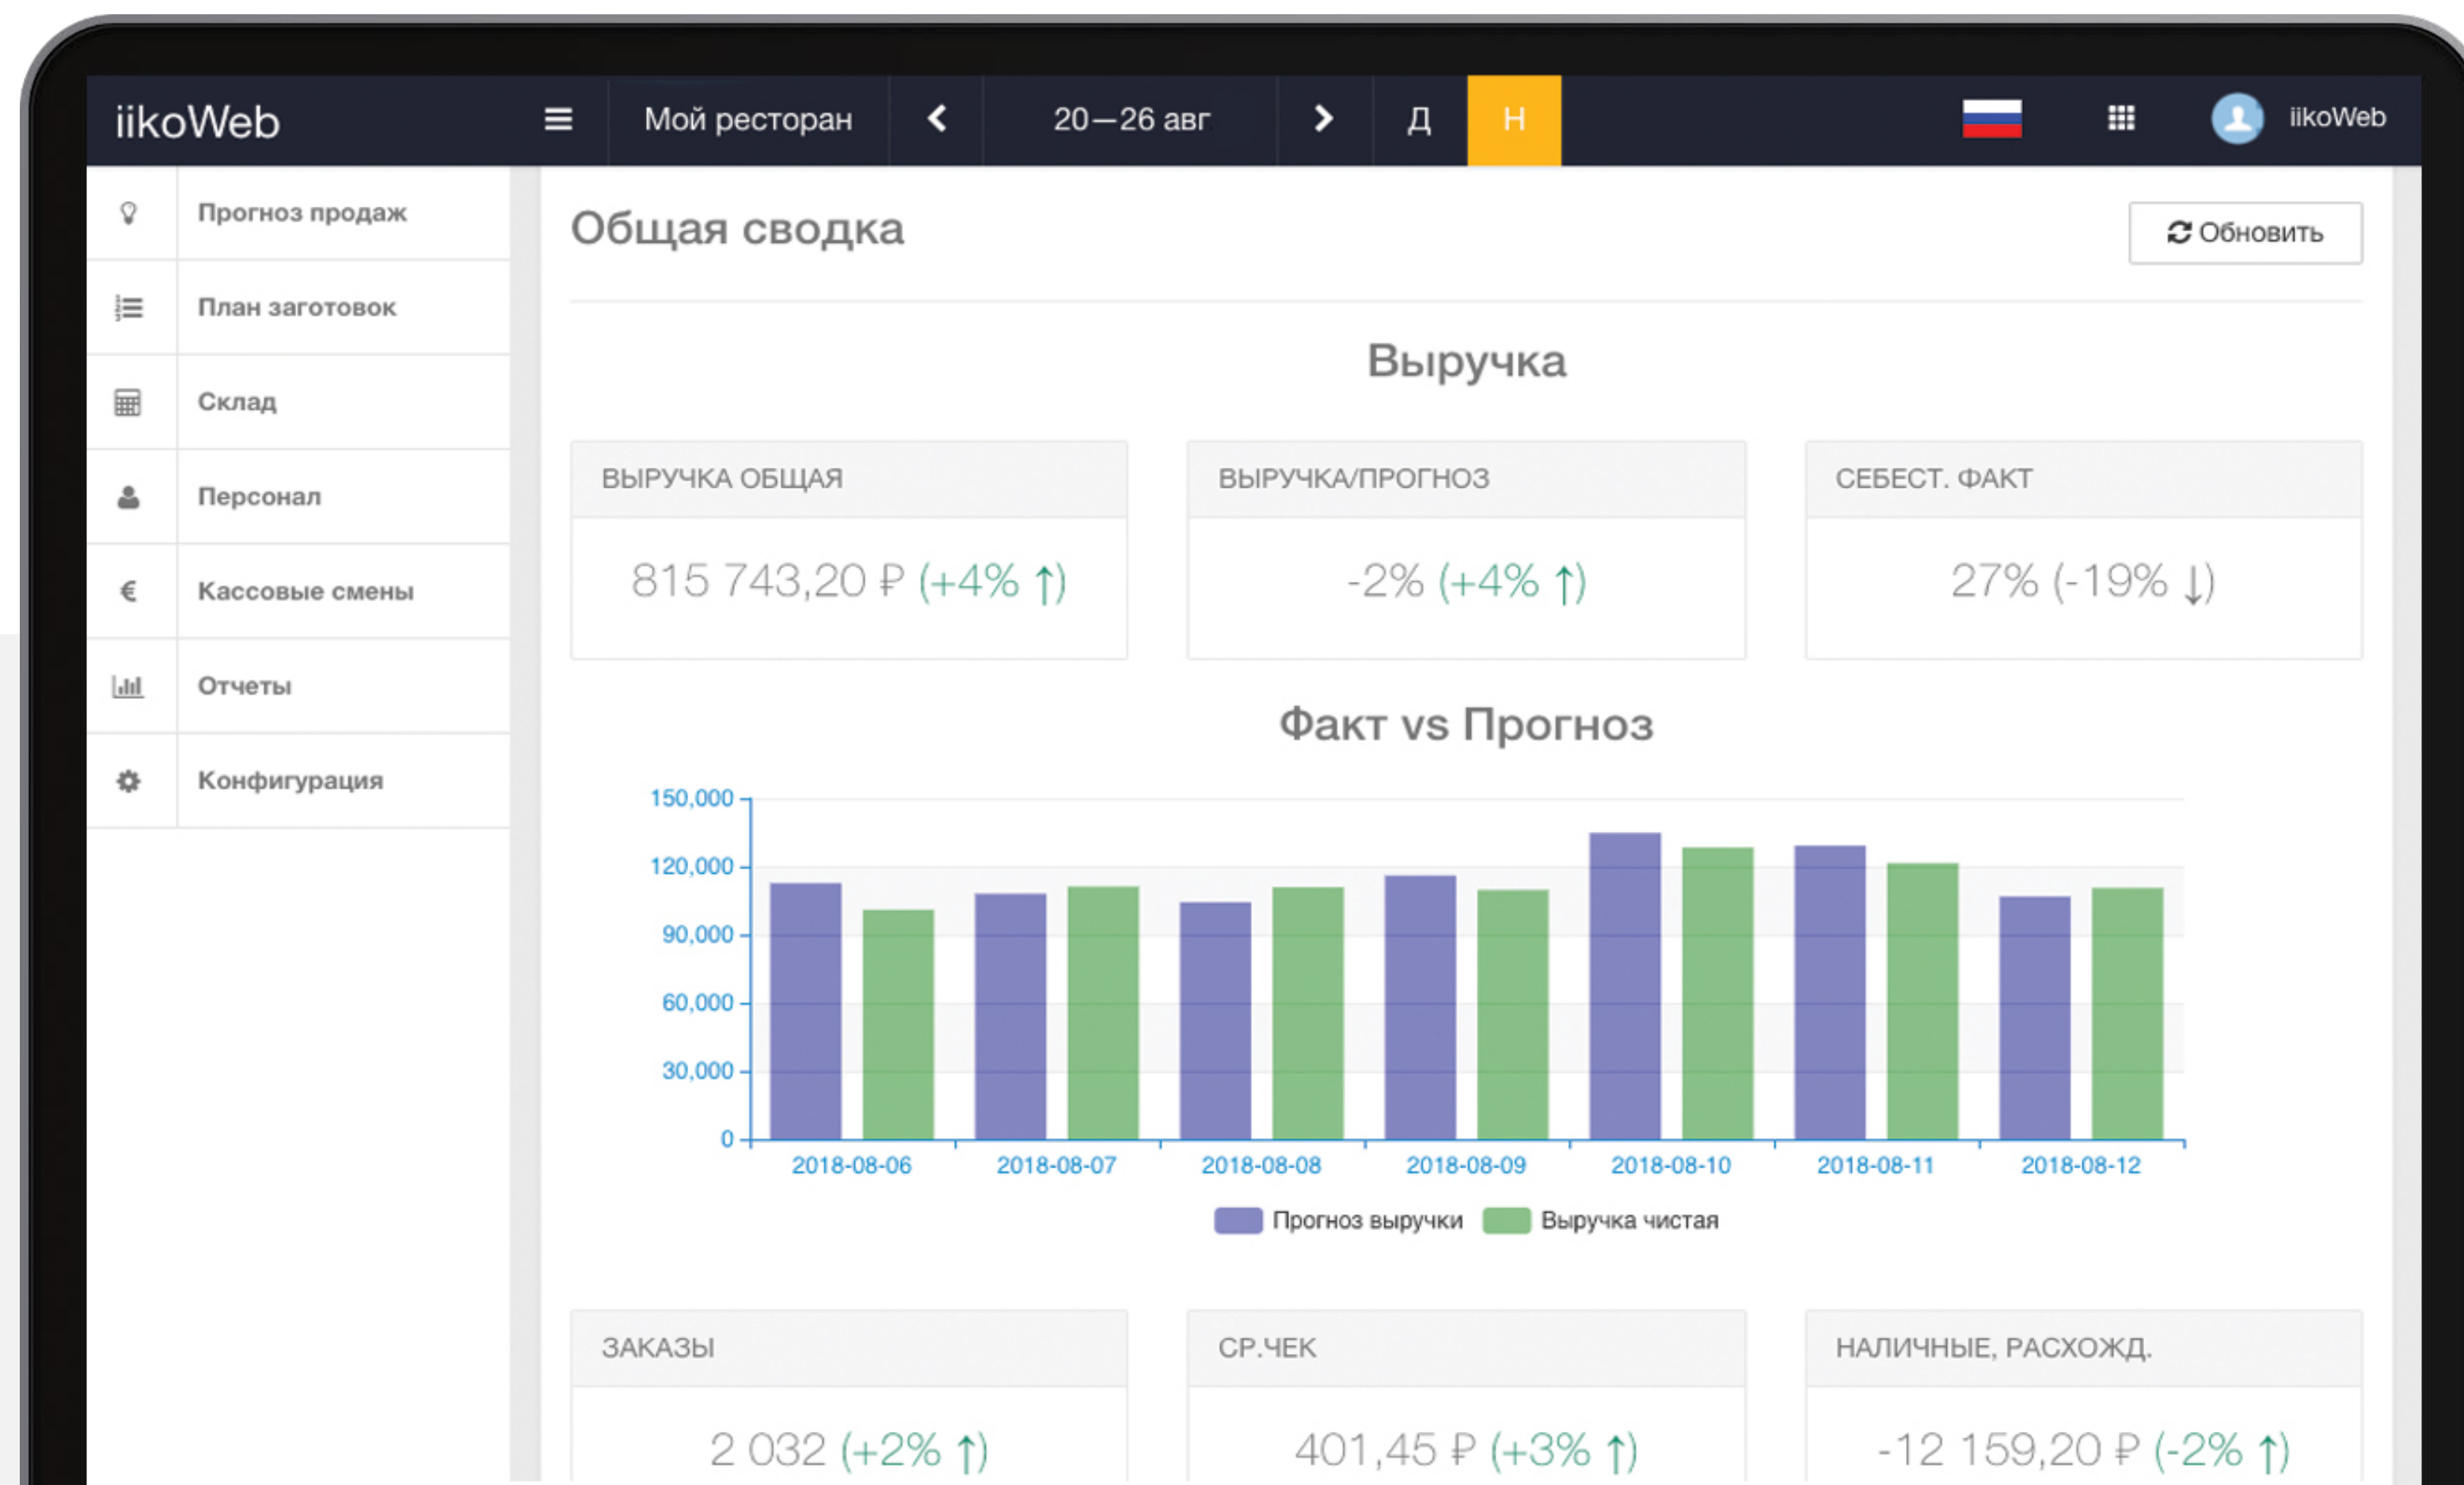 iikoWeb Мой ресторан 20—26 авг Д Н iikoWeb
Прогноз продаж
План заготовок
Склад
Персонал
€ Кассовые смены
Отчеты
Конфигурация
Общая сводка
Обновить
Выручка
ВЫРУЧКА ОБЩАЯ
815 743,20 ₽ (+4% ↑)
ВЫРУЧКА/ПРОГНОЗ
-2% (+4% ↑)
СЕБЕСТ. ФАКТ
27% (-19% ↓)
Факт vs Прогноз
150,000
120,000
90,000
60,000
30,000
0
2018-08-06 2018-08-07 2018-08-08 2018-08-09 2018-08-10 2018-08-11 2018-08-12
Прогноз выручки Выручка чистая
ЗАКАЗЫ
2 032 (+2% ↑)
СР.ЧЕК
401,45 ₽ (+3% ↑)
НАЛИЧНЫЕ, РАСХОЖД.
-12 159,20 ₽ (-2% ↑)